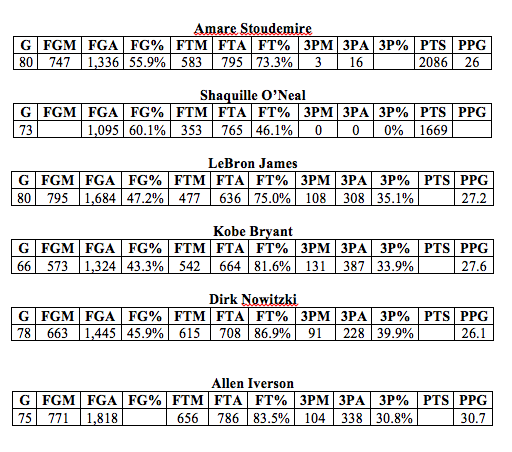 Amare Stoudemire
G FGM FGA FG% FTM FTA FT% 3PM 3PA 3P% PTS PPG
80 747 1,336 55.9% 583 795 73.3% 3 16 2086 26
Shaquille O’Neal
G FGM FGA FG% FTM FTA FT% 3PM 3PA 3P% PTS PPG
73 1,095 60.1% 353 765 46.1% 0 0 0% 1669
LeBron James
G FGM FGA FG% FTM FTA FT% 3PM 3PA 3P% PTS PPG
80 795 1,684 47.2% 477 636 75.0% 108 308 35.1% 27.2
Kobe Bryant
G FGM FGA FG% FTM FTA FT% 3PM 3PA 3P% PTS PPG
66 573 1,324 43.3% 542 664 81.6% 131 387 33.9% 27.6
Dirk Nowitzki
G FGM FGA FG% FTM FTA FT% 3PM 3PA 3P% PTS PPG
78 663 1,445 45.9% 615 708 86.9% 91 228 39.9% 26.1
Allen Iverson
G FGM FGA FG% FTM FTA FT% 3PM 3PA 3P% PTS PPG
75 771 1,818 656 786 83.5% 104 338 30.8% 30.7